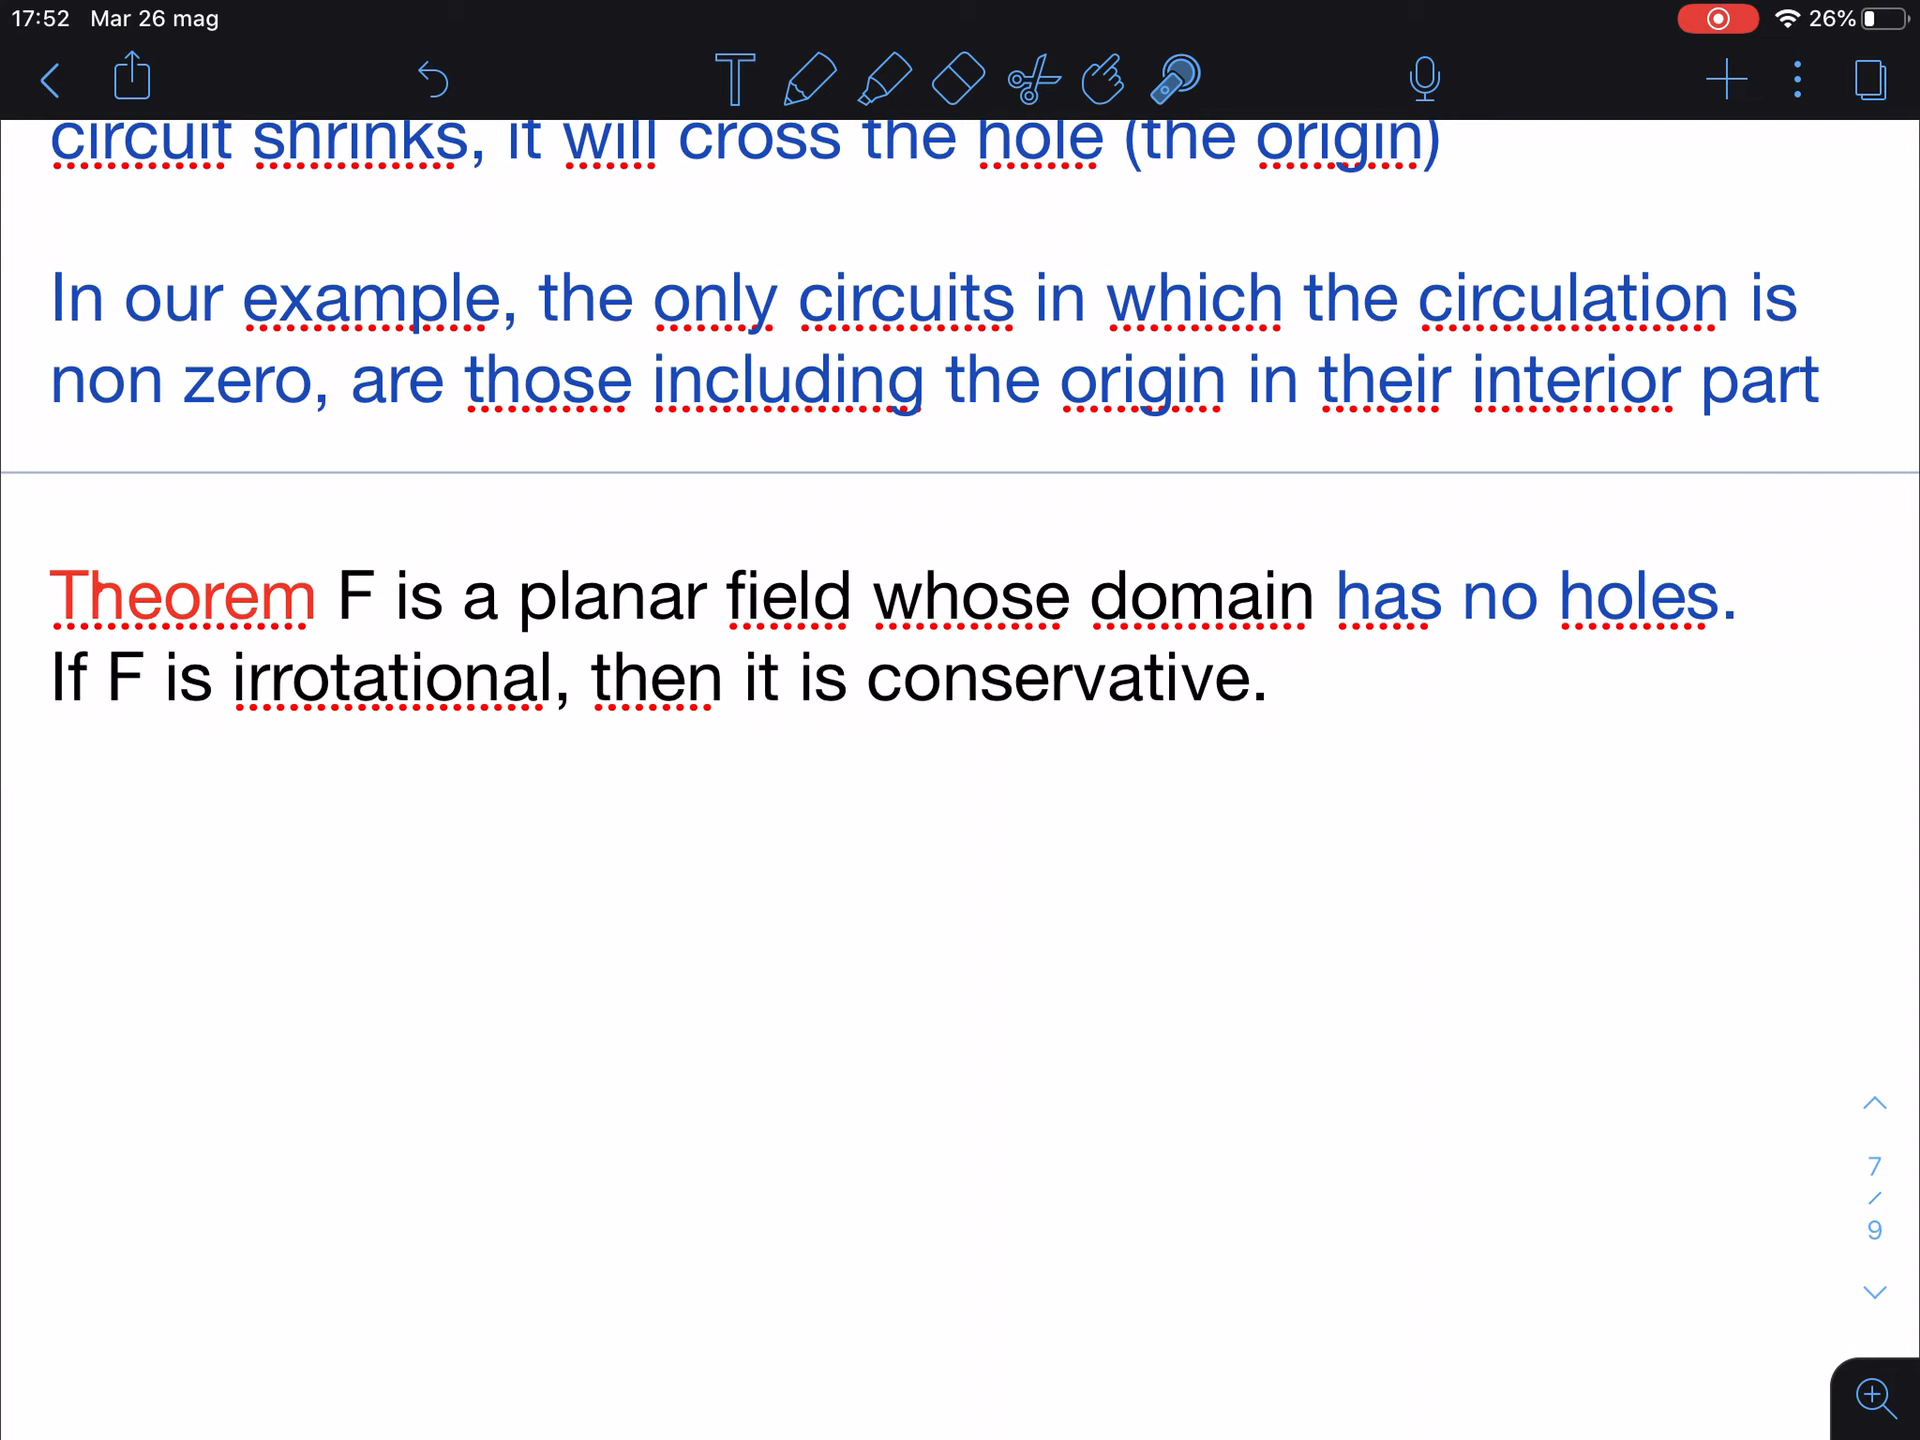 17:52 Mar 26 mag
26%
circuit shrinks, it will cross the hole (the origin)
In our example, the only circuits in which the circulation is
non zero, are those including the origin in their interior part
Theorem F is a planar field whose domain has no holes.
If F is irrotational, then it is conservative.
7
/
9